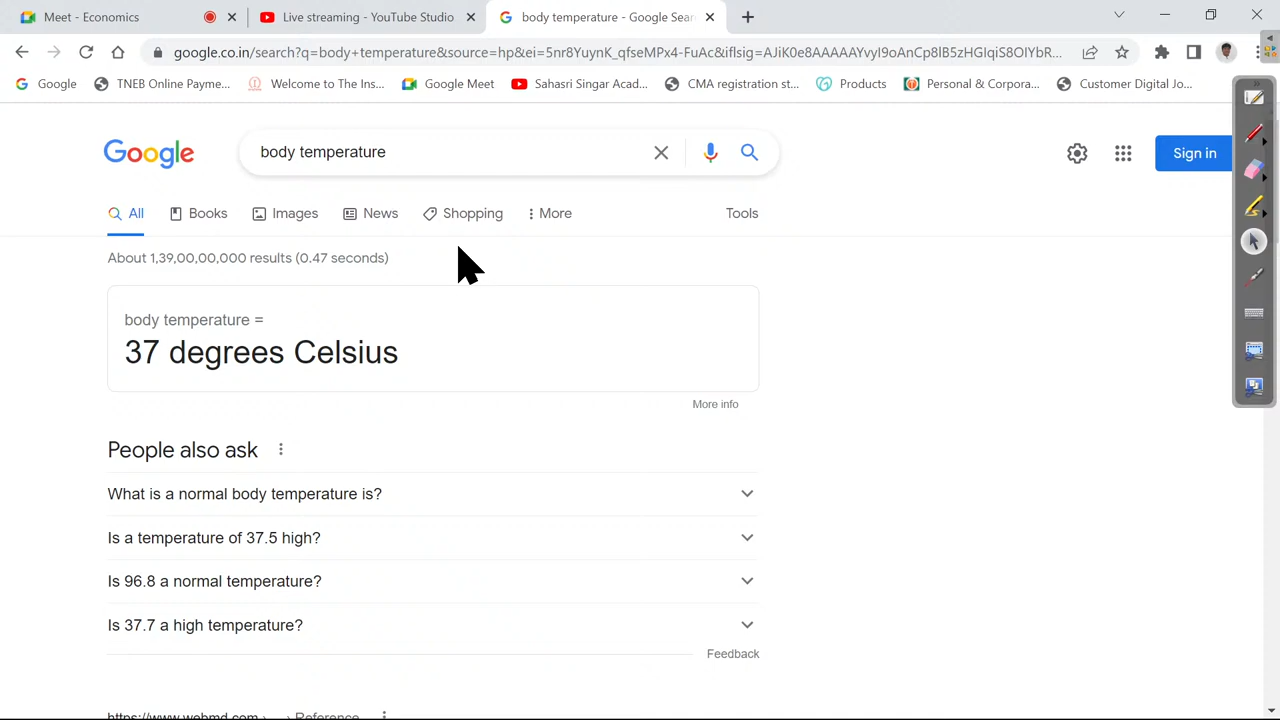 Meet - Economics
Live streaming - YouTube Studio
body temperature - Google Sear
google.co.in/search?q=body+temperature&source=hp&ei=5nr8YuynK_qfseMPx4-FuAc&iflsig=AJiK0e8AAAAAYvyI9oAnCp8IB5zHGIqiS8OIYbR...
Google
TNEB Online Payme...
Welcome to The Ins...
Google Meet
Sahasri Singar Acad...
CMA registration st...
Products
Personal & Corpora...
Customer Digital Jo...
Google
body temperature
Sign in
All
Books
Images
News
Shopping
More
Tools
About 1,39,00,00,000 results (0.47 seconds)
body temperature =
37 degrees Celsius
More info
People also ask
What is a normal body temperature is?
Is a temperature of 37.5 high?
Is 96.8 a normal temperature?
Is 37.7 a high temperature?
Feedback
https://www.webmd.com › ... › Reference